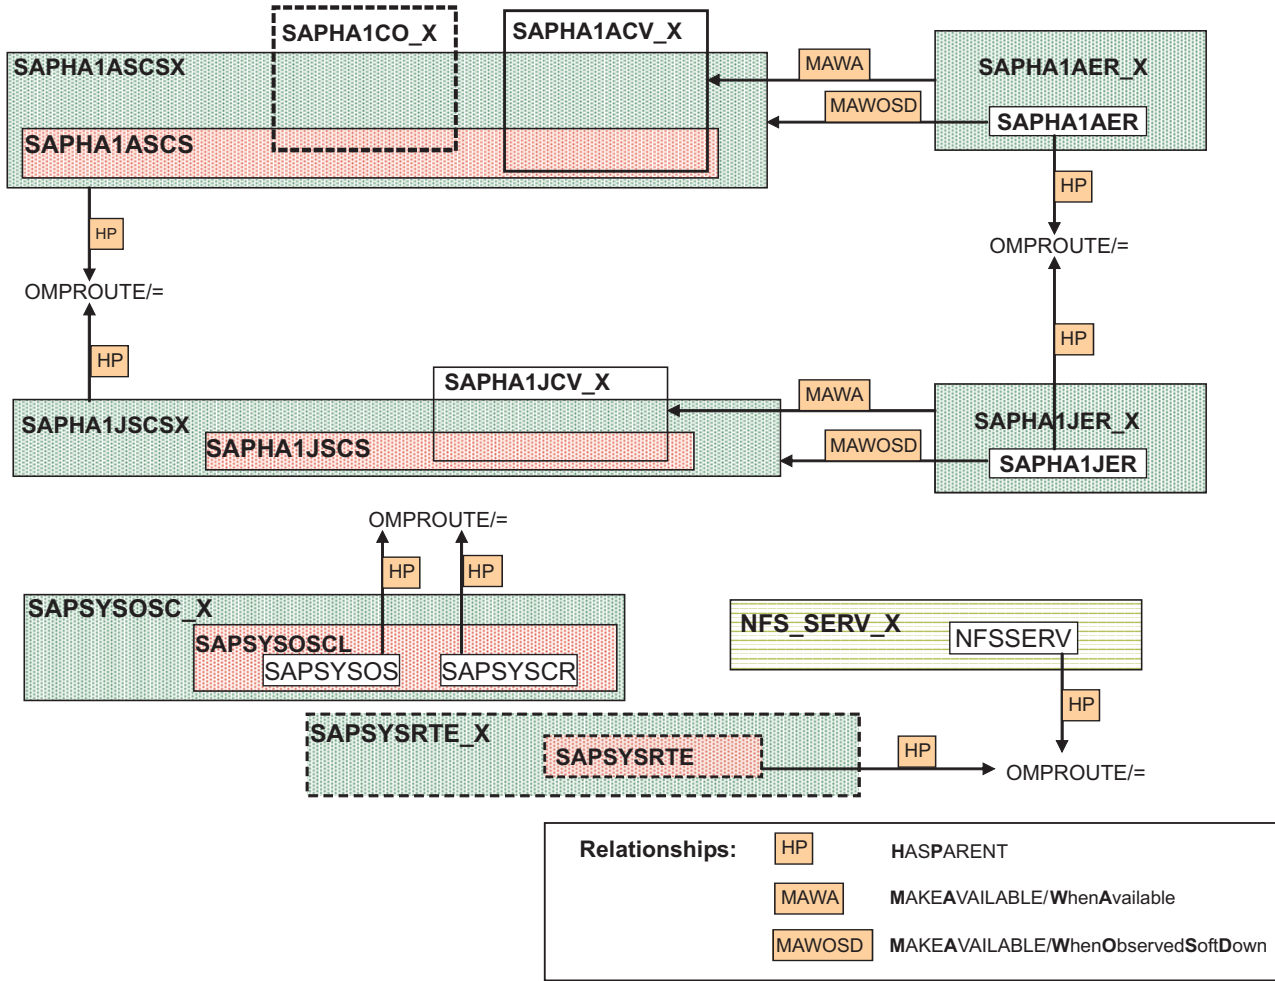 SAPHA1CO_X
SAPHA1ACV_X
SAPHA1ASCSX
SAPHA1ASCS
MAWA
MAWOSD
SAPHA1AER_X
SAPHA1AER
HP
HP
OMPROUTE/=
OMPROUTE/=
HP
HP
SAPHA1JCV_X
SAPHA1JSCSX
SAPHA1JSCS
MAWA
MAWOSD
SAPHA1JER_X
SAPHA1JER
OMPROUTE/=
HP
HP
SAPSYSOSC_X
SAPSYSOSCL
SAPSYSOS
SAPSYSCR
NFS_SERV_X
NFSSERV
HP
SAPSYSRTE_X
SAPSYSRTE
HP
OMPROUTE/=
Relationships:
HP HASPARENT
MAWA MAKEAVAILABLE/WhenAvailable
MAWOSD MAKEAVAILABLE/WhenObservedSoftDown